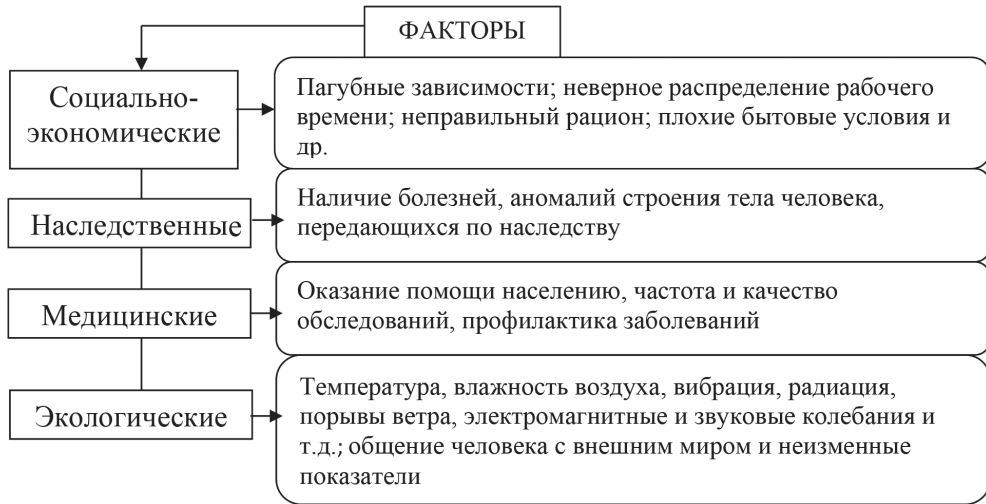 ФАКТОРЫ
Социально-
экономические
Пагубные зависимости; неверное распределение рабочего
времени; неправильный рацион; плохие бытовые условия и
др.
Наследственные
Наличие болезней, аномалий строения тела человека,
передающихся по наследству
Медицинские
Оказание помощи населению, частота и качество
обследований, профилактика заболеваний
Экологические
Температура, влажность воздуха, вибрация, радиация,
порывы ветра, электромагнитные и звуковые колебания и
т.д.; общение человека с внешним миром и неизменные
показатели